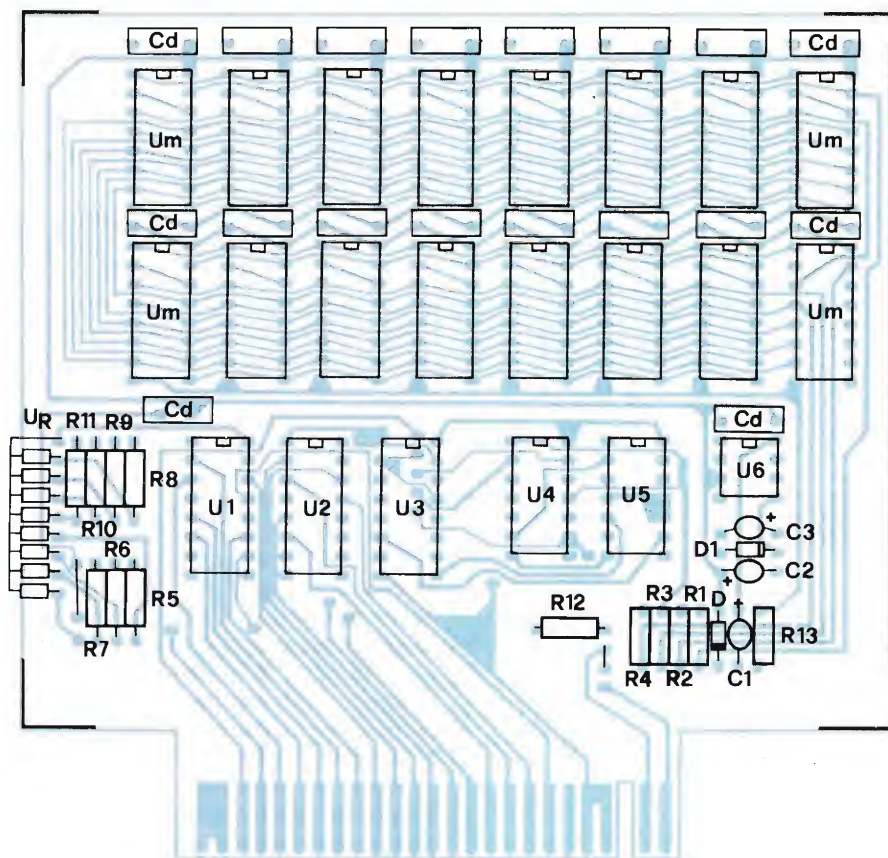 Cd Cd
Um Um
Cd Cd
Um Um
Cd Cd
UR R11 R9
R8
U1 U2 U3 U4 U5 U6
R10
R6
+ C3
D1
+ C2
R5
R7
R12 R3 R1 D +
R13
R4 R2 C1